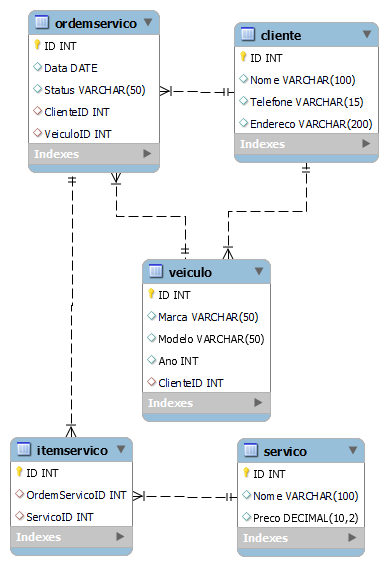 ordemservico
ID INT
Data DATE
Status VARCHAR(50)
ClienteID INT
VeiculoID INT
Indexes
cliente
ID INT
Nome VARCHAR(100)
Telefone VARCHAR(15)
Endereco VARCHAR(200)
Indexes
veiculo
ID INT
Marca VARCHAR(50)
Modelo VARCHAR(50)
Ano INT
ClienteID INT
Indexes
itemservico
ID INT
OrdemServicoID INT
ServicoID INT
Indexes
servico
ID INT
Nome VARCHAR(100)
Preco DECIMAL(10,2)
Indexes